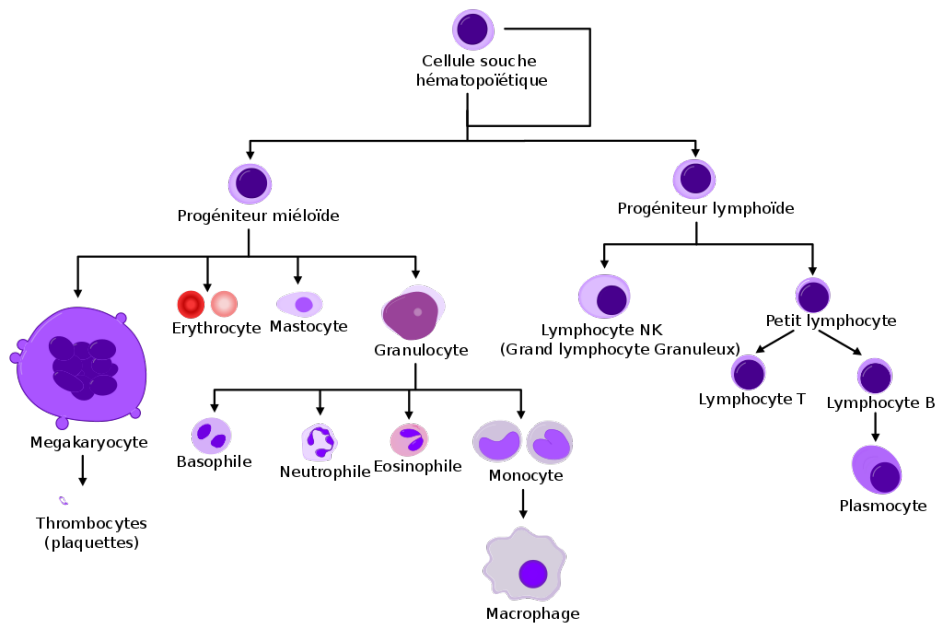 Cellule souche
hématopoïétique
Progéniteur miéloïde
Progéniteur lymphoïde
Erythrocyte
Mastocyte
Granulocyte
Lymphocyte NK
(Grand lymphocyte Granuleux)
Petit lymphocyte
Lymphocyte T
Lymphocyte B
Megakaryocyte
Basophile
Neutrophile
Eosinophile
Monocyte
Plasmocyte
Thrombocytes
(plaquettes)
Macrophage